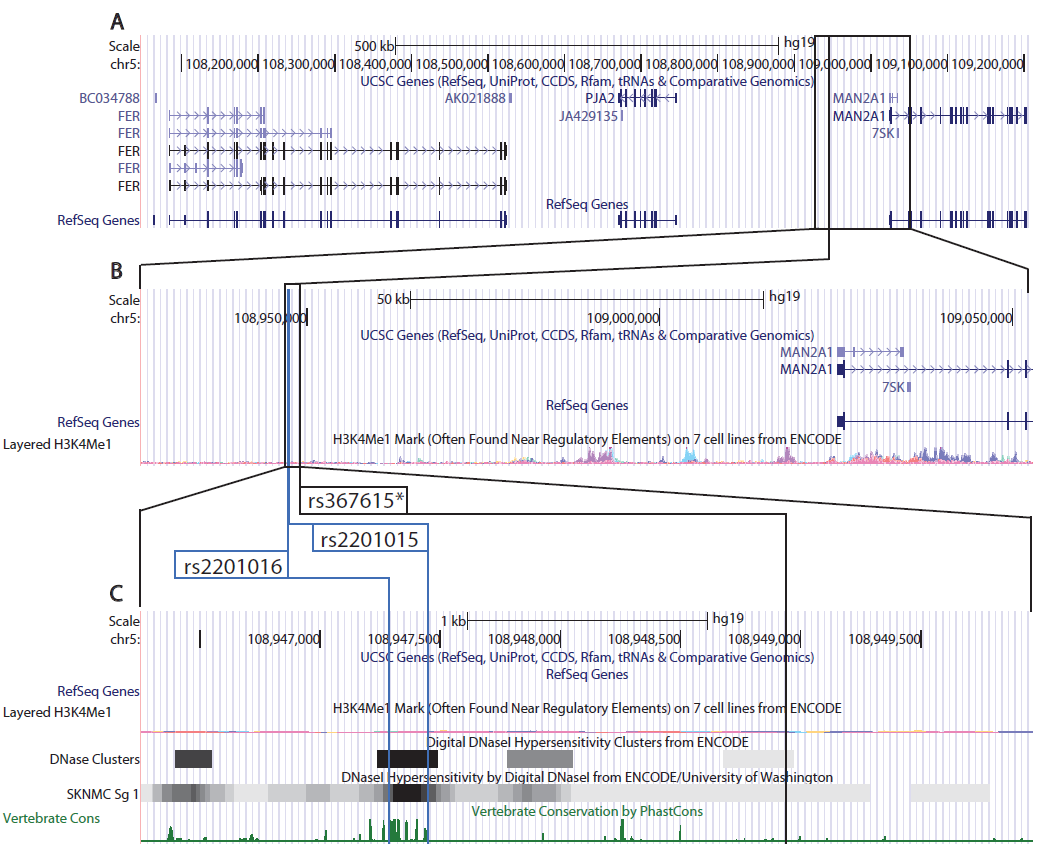 A
Scale 500 kb hg19
chr5: 108,200,000 108,300,000 108,400,000 108,500,000 108,600,000 108,700,000 108,800,000 108,900,000 109,000,000 109,100,000 109,200,000
UCSC Genes (RefSeq, UniProt, CCDS, Rfam, tRNAs & Comparative Genomics)
BC034788 AK021888 PJA2 MAN2A1
FER JA429135 MAN2A1
FER 7SK
FER
FER
FER
RefSeq Genes
RefSeq Genes
B
Scale 50 kb hg19
chr5: 108,950,000 109,000,000 109,050,000
UCSC Genes (RefSeq, UniProt, CCDS, Rfam, tRNAs & Comparative Genomics)
MAN2A1
MAN2A1
7SK
RefSeq Genes
RefSeq Genes
Layered H3K4Me1 H3K4Me1 Mark (Often Found Near Regulatory Elements) on 7 cell lines from ENCODE
rs367615*
rs2201015
rs2201016
C
Scale 1 kb hg19
chr5: 108,947,000 108,947,500 108,948,000 108,948,500 108,949,000 108,949,500
UCSC Genes (RefSeq, UniProt, CCDS, Rfam, tRNAs & Comparative Genomics)
RefSeq Genes
RefSeq Genes
Layered H3K4Me1 H3K4Me1 Mark (Often Found Near Regulatory Elements) on 7 cell lines from ENCODE
Digital DNaseI Hypersensitivity Clusters from ENCODE
DNase Clusters
DNaseI Hypersensitivity by Digital DNaseI from ENCODE/University of Washington
SKNMC Sg 1
Vertebrate Conservation by PhastCons
Vertebrate Cons